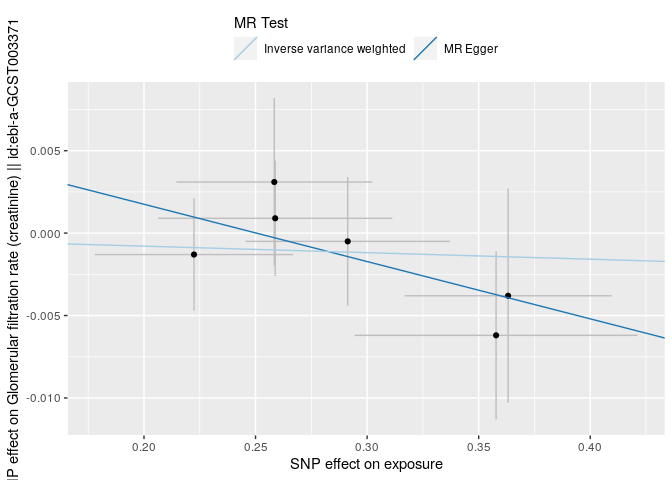 MR Test
Inverse variance weighted
MR Egger
P effect on Glomerular filtration rate (creatinine) || id:ebi-a-GCST003371
0.005
0.000
-0.005
-0.010
0.20
0.25
0.30
0.35
0.40
SNP effect on exposure